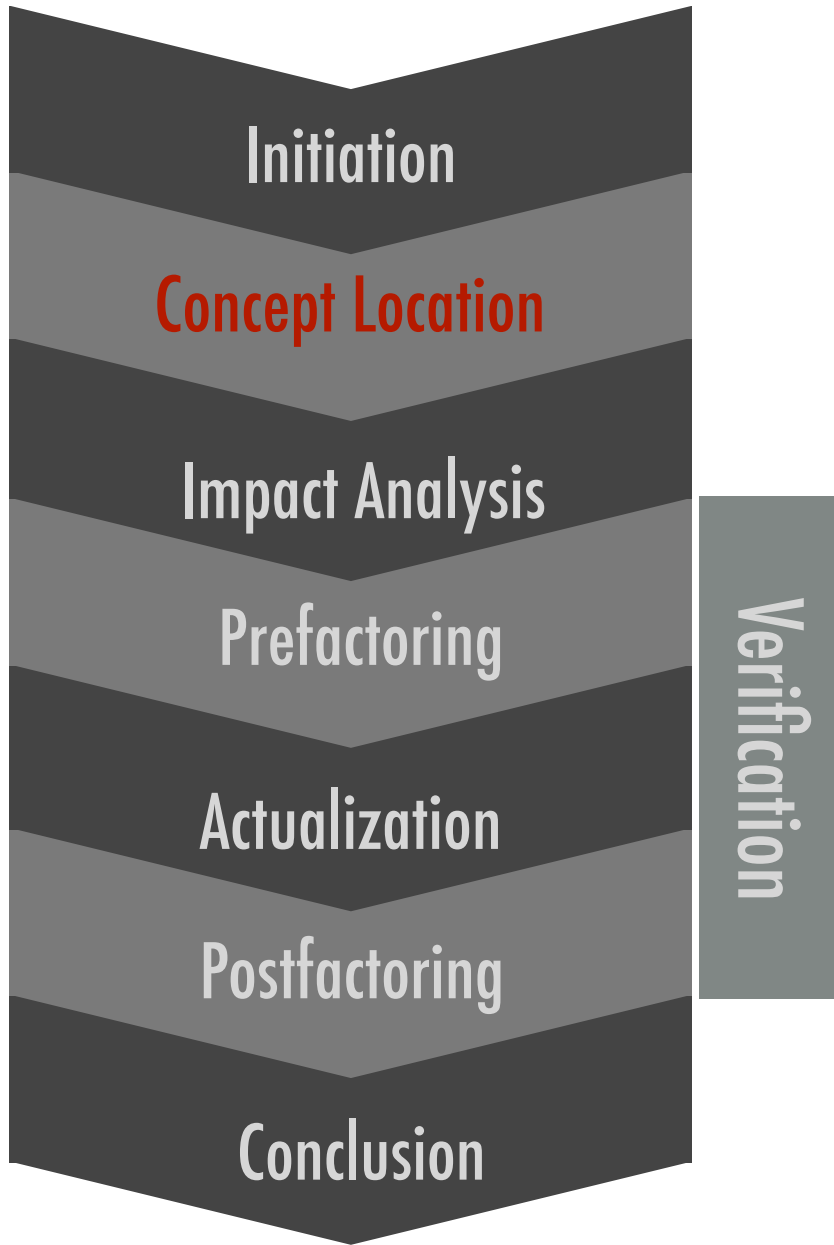 Initiation
Concept Location
Impact Analysis
Prefactoring
Actualization
Postfactoring
Conclusion
Verification